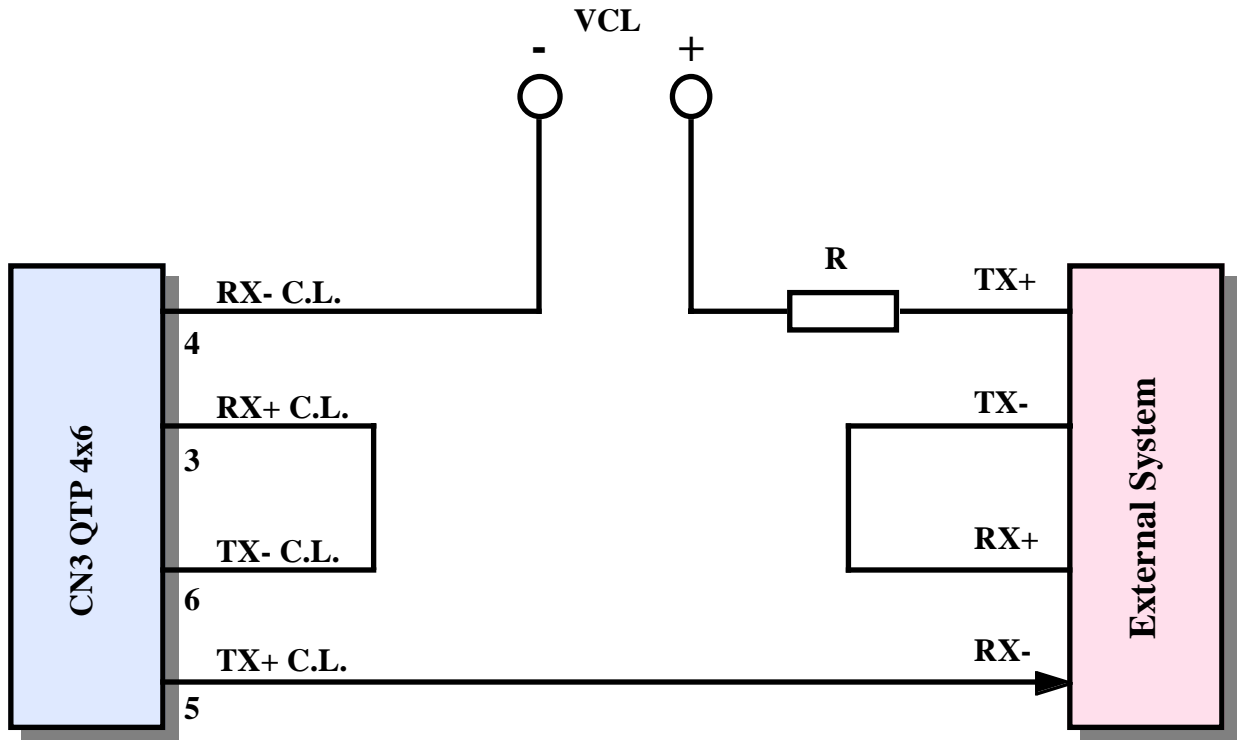 VCL
- +
R
RX- C.L.
TX+
4
RX+ C.L.
TX-
3
CN3 QTP 4x6
External System
TX- C.L.
RX+
6
TX+ C.L.
RX-
5